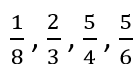 1/8 , 2/3 , 5/4 , 5/6